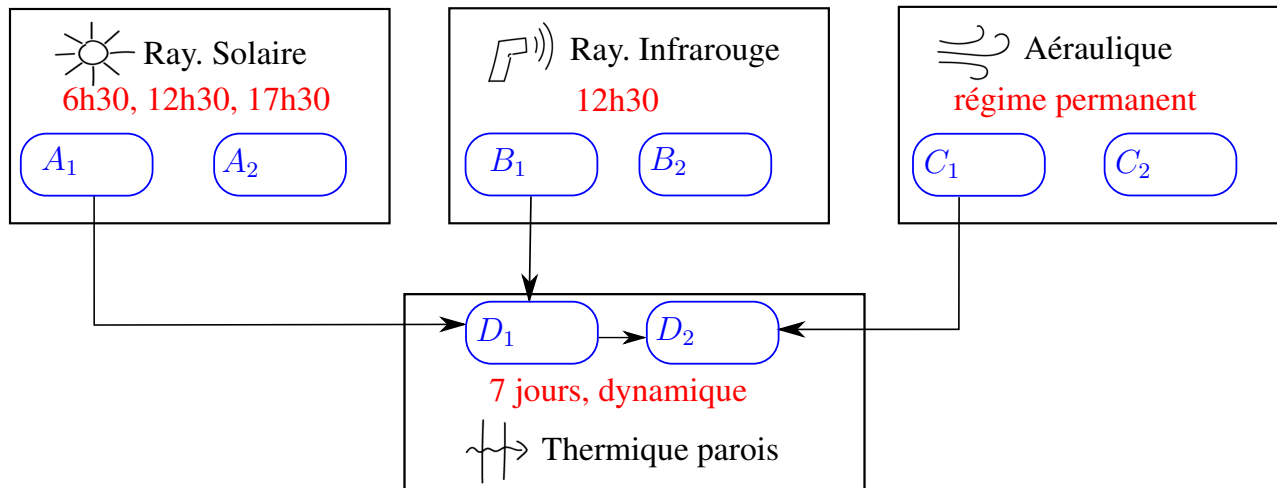 Ray. Solaire
6h30, 12h30, 17h30
A1 A2
Ray. Infrarouge
12h30
B1 B2
Aéraulique
régime permanent
C1 C2
D1 D2
7 jours, dynamique
Thermique parois